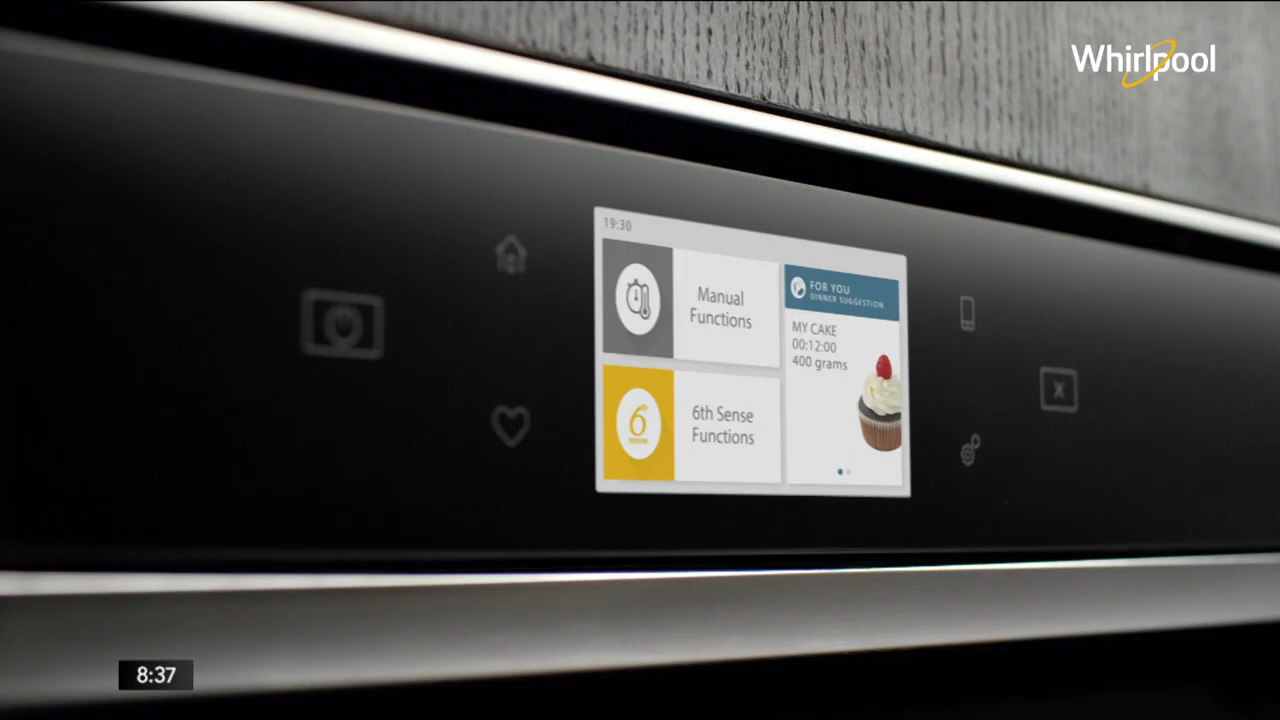 Whirlpool
19:30
Manual
Functions
6
6th Sense
Functions
FOR YOU
DINNER SUGGESTION
MY CAKE
00:12:00
400 grams
8:37